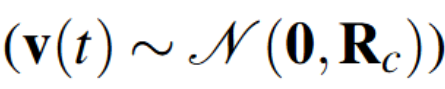 (𝐯(t) ∼ 𝒩(𝟎, 𝐑_c))